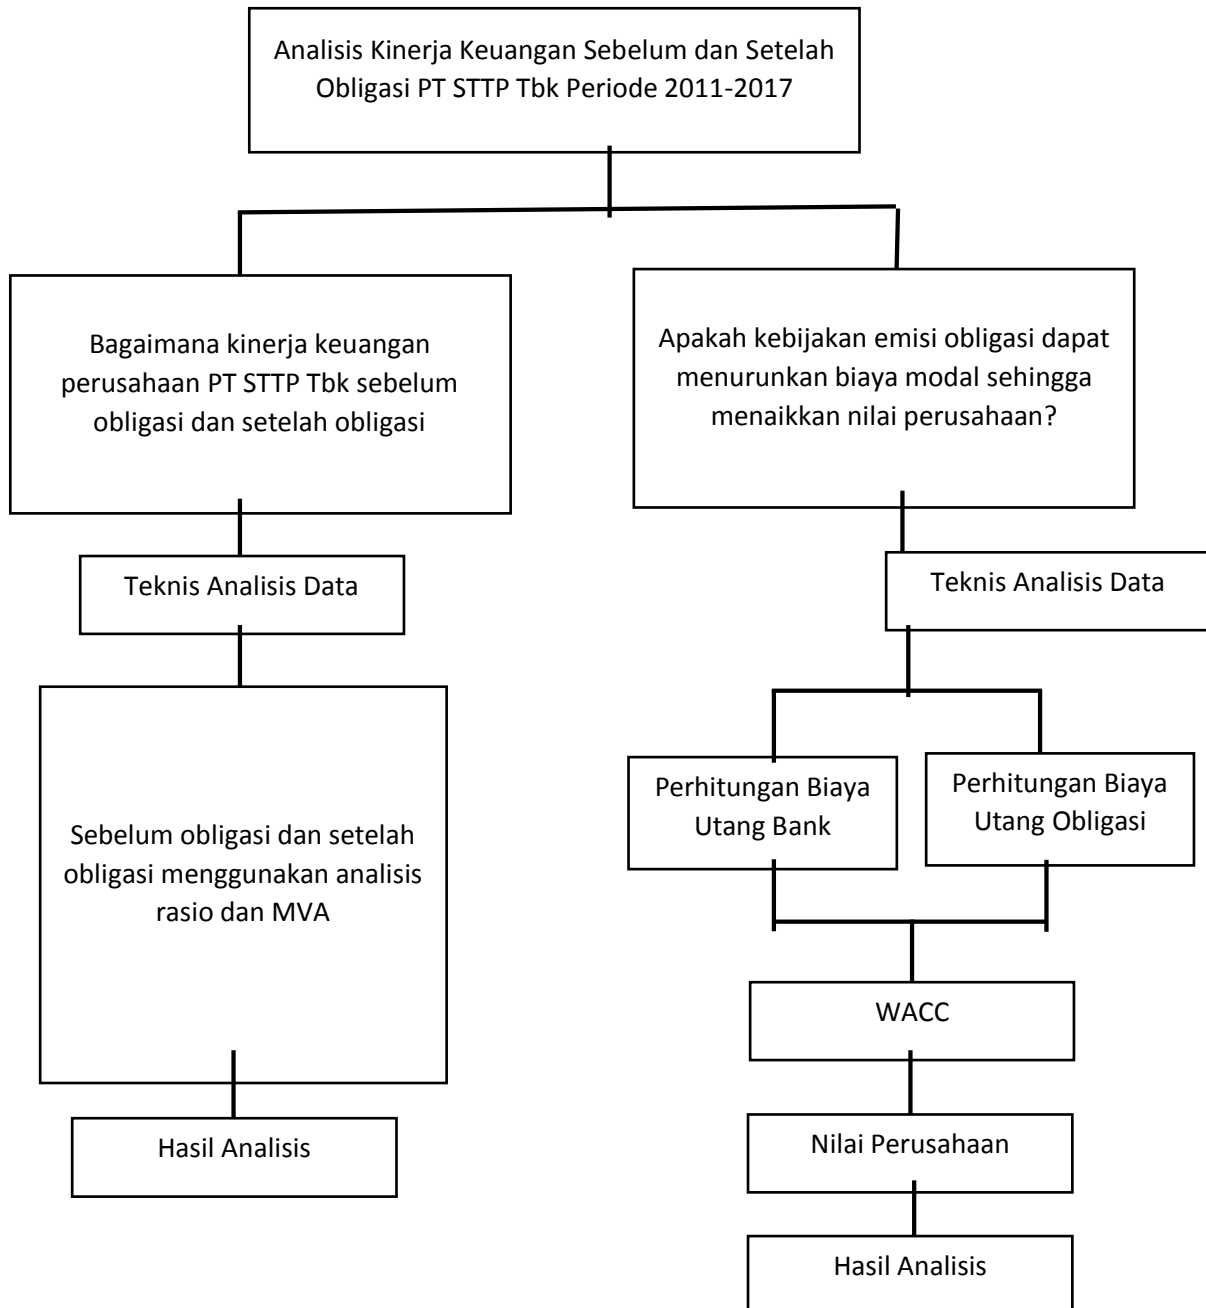 Analisis Kinerja Keuangan Sebelum dan Setelah
Obligasi PT STTP Tbk Periode 2011-2017
Bagaimana kinerja keuangan
perusahaan PT STTP Tbk sebelum
obligasi dan setelah obligasi
Apakah kebijakan emisi obligasi dapat
menurunkan biaya modal sehingga
menaikkan nilai perusahaan?
Teknis Analisis Data
Teknis Analisis Data
Sebelum obligasi dan setelah
obligasi menggunakan analisis
rasio dan MVA
Perhitungan Biaya
Utang Bank
Perhitungan Biaya
Utang Obligasi
WACC
Hasil Analisis
Nilai Perusahaan
Hasil Analisis